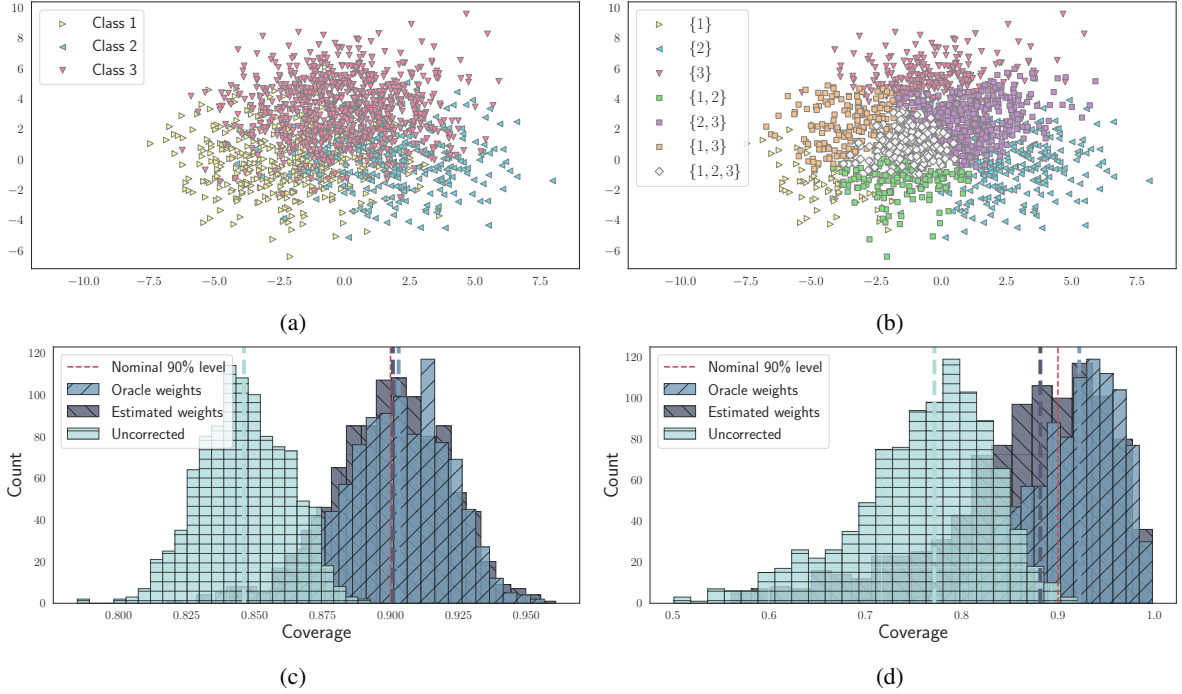 10
8
6
4
2
0
−2
−4
−6
Class 1
Class 2
Class 3
−10.0 −7.5 −5.0 −2.5 0.0 2.5 5.0 7.5
(a)
10
8
6
4
2
0
−2
−4
−6
{1}
{2}
{3}
{1, 2}
{2, 3}
{1, 3}
{1, 2, 3}
−10.0 −7.5 −5.0 −2.5 0.0 2.5 5.0 7.5
(b)
120
100
80
60
40
20
0
Count
Nominal 90% level
Oracle weights
Estimated weights
Uncorrected
0.800 0.825 0.850 0.875 0.900 0.925 0.950
Coverage
(c)
120
100
80
60
40
20
0
Count
Nominal 90% level
Oracle weights
Estimated weights
Uncorrected
0.5 0.6 0.7 0.8 0.9 1.0
Coverage
(d)